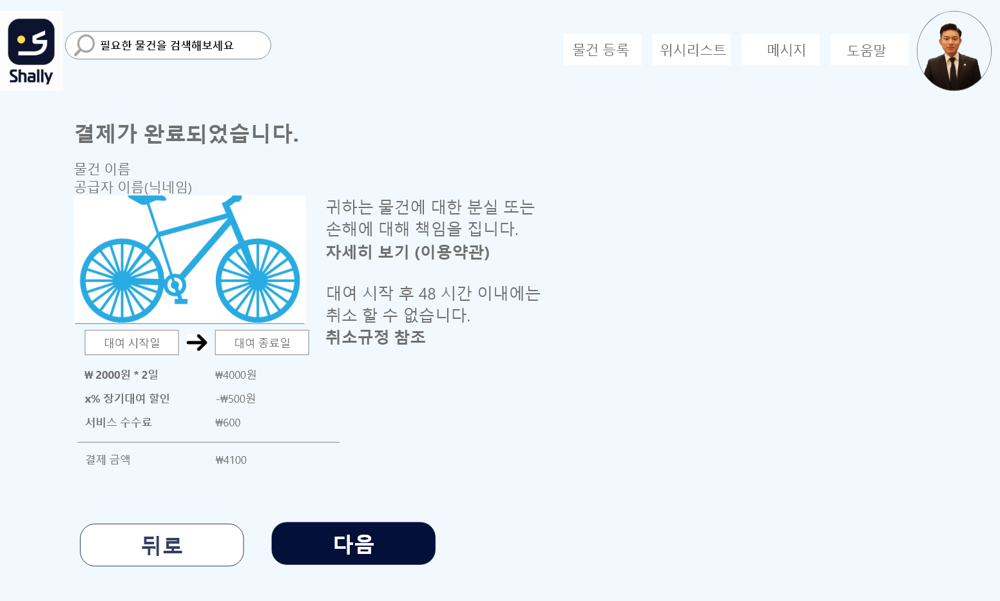 Shally
필요한 물건을 검색해보세요
물건 등록
위시리스트
메시지
도움말
결제가 완료되었습니다.
물건 이름
공급자 이름(닉네임)
귀하는 물건에 대한 분실 또는
손해에 대해 책임을 집니다.
자세히 보기 (이용약관)
대여 시작 후 48 시간 이내에는
취소 할 수 없습니다.
취소규정 참조
대여 시작일
대여 종료일
₩ 2000원 * 2일
₩4000원
x% 장기대여 할인
-₩500원
서비스 수수료
₩600
결제 금액
₩4100
뒤로
다음